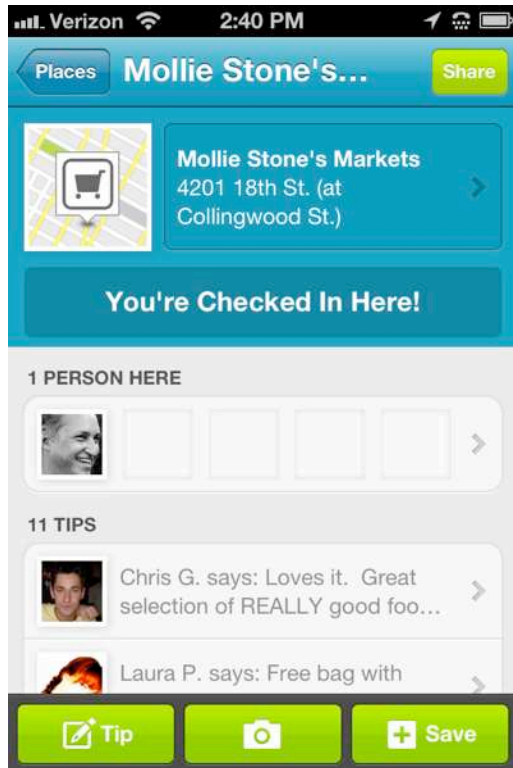 Verizon 2:40 PM
Places Mollie Stone's... Share
Mollie Stone's Markets
4201 18th St. (at
Collingwood St.)
You're Checked In Here!
1 PERSON HERE
11 TIPS
Chris G. says: Loves it. Great
selection of REALLY good foo...
Laura P. says: Free bag with
Tip Save